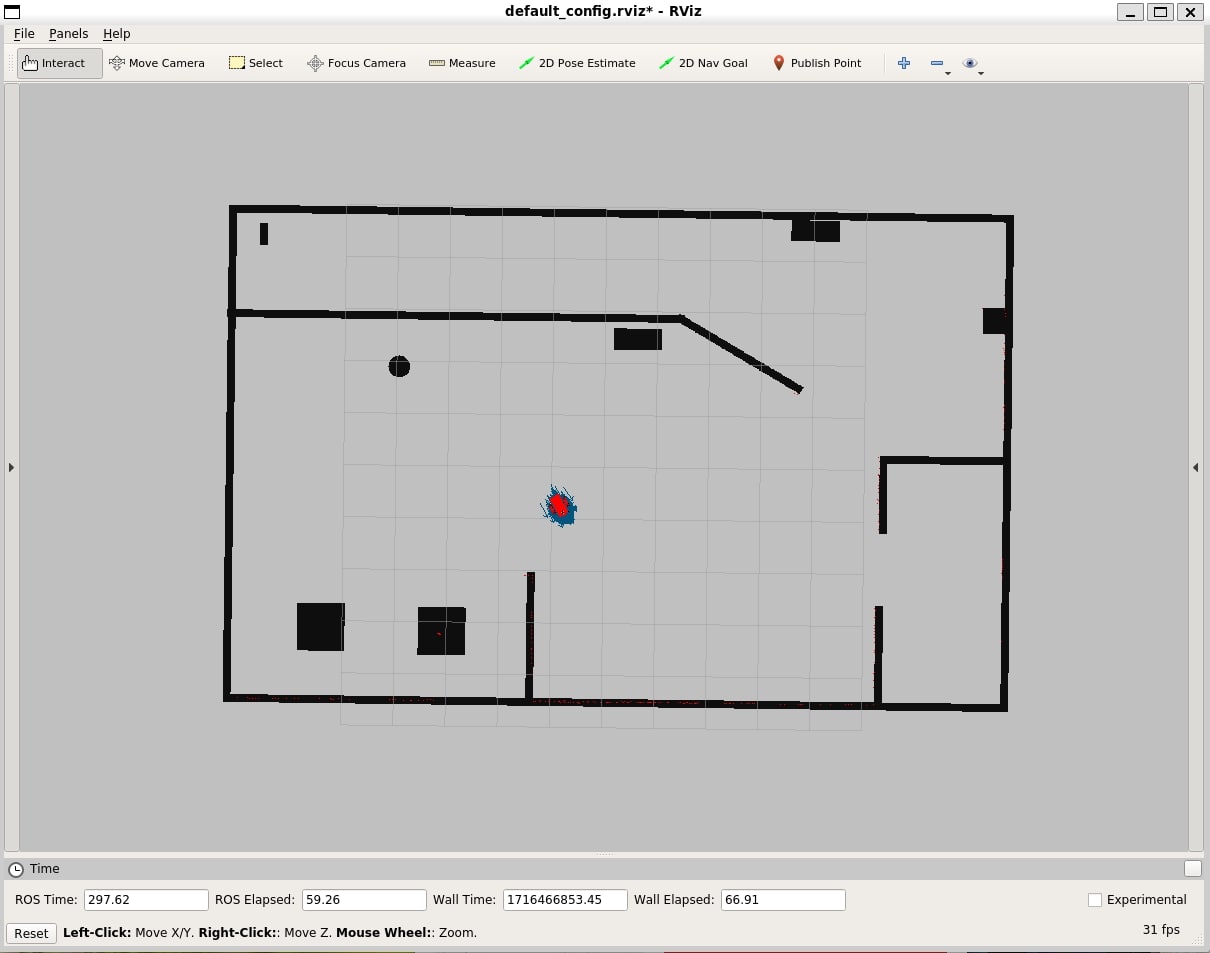 default_config.rviz* - RViz
File Panels Help
Interact Move Camera Select Focus Camera Measure 2D Pose Estimate 2D Nav Goal Publish Point
Time
ROS Time: 297.62 ROS Elapsed: 59.26 Wall Time: 1716466853.45 Wall Elapsed: 66.91 Experimental
Reset Left-Click: Move X/Y. Right-Click:: Move Z. Mouse Wheel:: Zoom. 31 fps